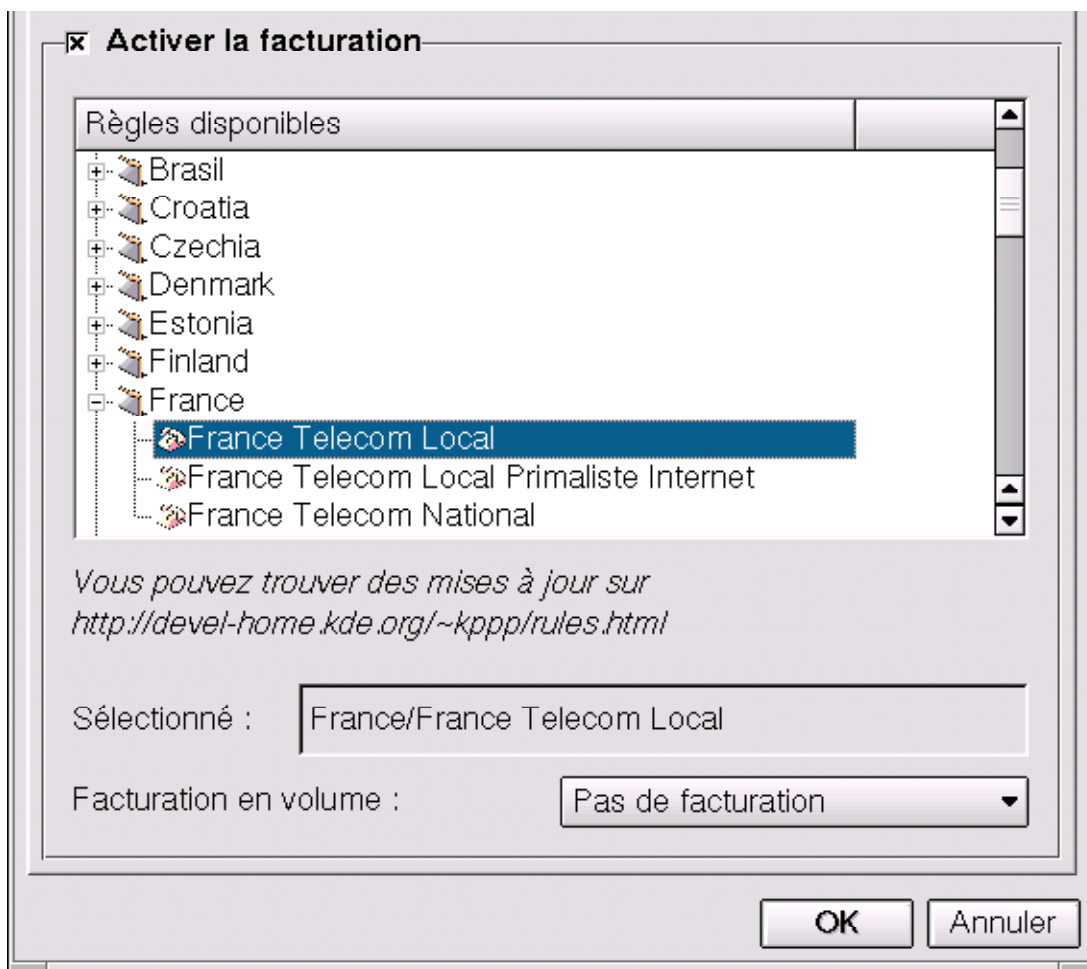 Activer la facturation
Règles disponibles
Brasil
Croatia
Czechia
Denmark
Estonia
Finland
France
France Telecom Local
France Telecom Local Primaliste Internet
France Telecom National
Vous pouvez trouver des mises à jour sur
http://devel-home.kde.org/~kppp/rules.html
Sélectionné : France/France Telecom Local
Facturation en volume : Pas de facturation
OK Annuler